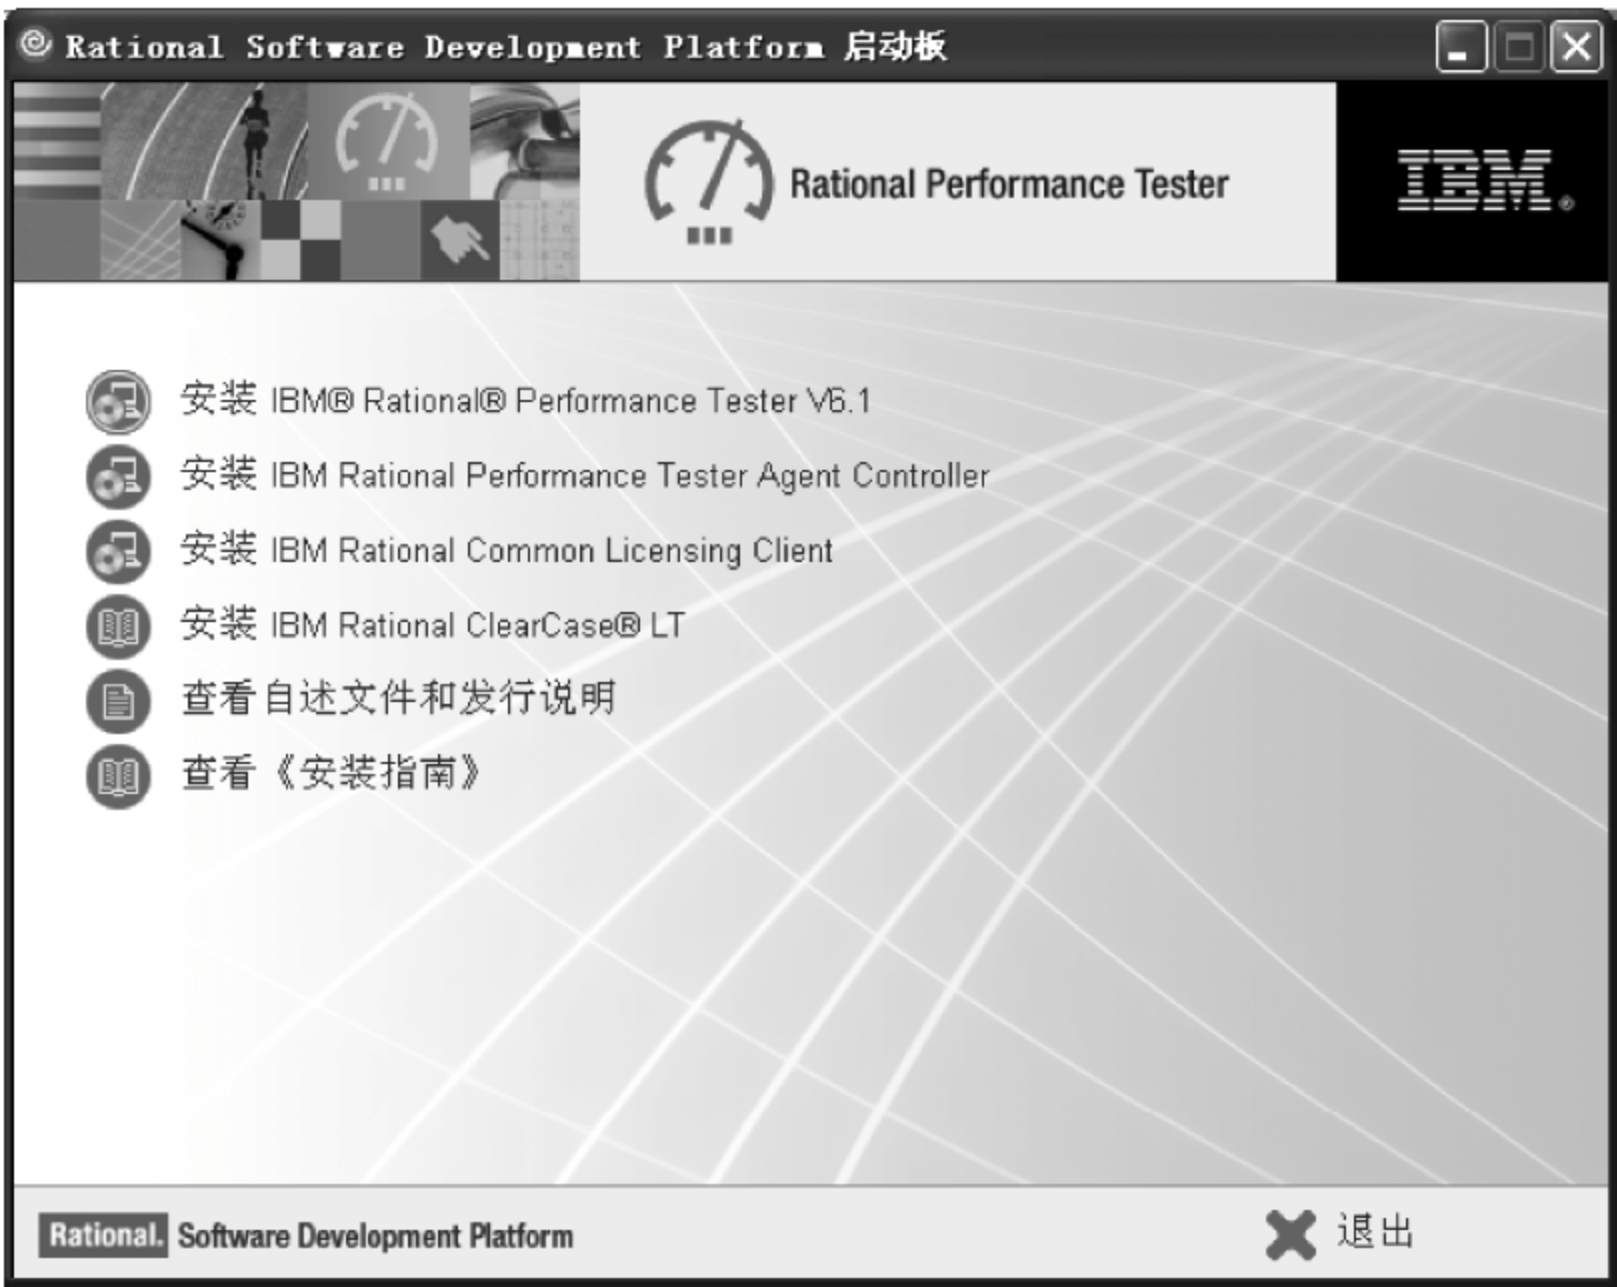 Rational Software Development Platform 启动板
Rational Performance Tester
IBM®
安装 IBM® Rational® Performance Tester V6.1
安装 IBM Rational Performance Tester Agent Controller
安装 IBM Rational Common Licensing Client
安装 IBM Rational ClearCase® LT
查看自述文件和发行说明
查看《安装指南》
Rational. Software Development Platform
退出